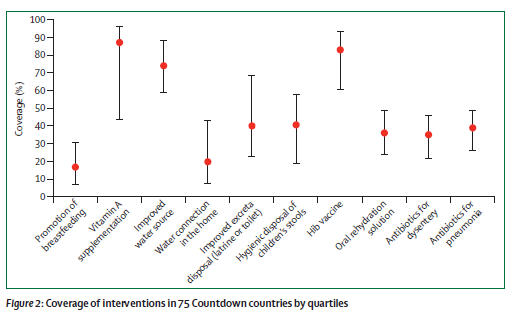 100
90
80
70
60
50
40
30
20
10
0
Coverage (%)
Promotion of
breastfeeding
Vitamin A
supplementation
Improved
water source
Water connection
in the home
Improved excreta
disposal (latrine or toilet)
Hygienic disposal of
children's stools
Hib vaccine
Oral rehydration
solution
Antibiotics for
dysentery
Antibiotics for
pneumonia
Figure 2: Coverage of interventions in 75 Countdown countries by quartiles